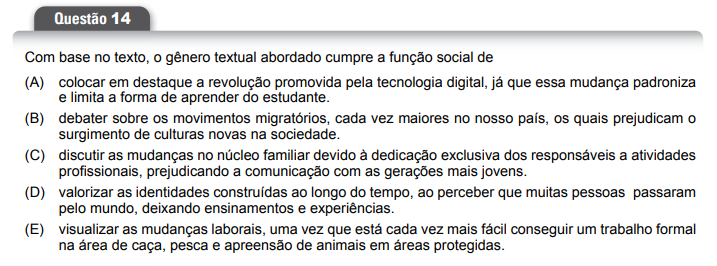 Questão 14
Com base no texto, o gênero textual abordado cumpre a função social de
(A) colocar em destaque a revolução promovida pela tecnologia digital, já que essa mudança padroniza
e limita a forma de aprender do estudante.
(B) debater sobre os movimentos migratórios, cada vez maiores no nosso país, os quais prejudicam o
surgimento de culturas novas na sociedade.
(C) discutir as mudanças no núcleo familiar devido à dedicação exclusiva dos responsáveis a atividades
profissionais, prejudicando a comunicação com as gerações mais jovens.
(D) valorizar as identidades construídas ao longo do tempo, ao perceber que muitas pessoas passaram
pelo mundo, deixando ensinamentos e experiências.
(E) visualizar as mudanças laborais, uma vez que está cada vez mais fácil conseguir um trabalho formal
na área de caça, pesca e apreensão de animais em áreas protegidas.